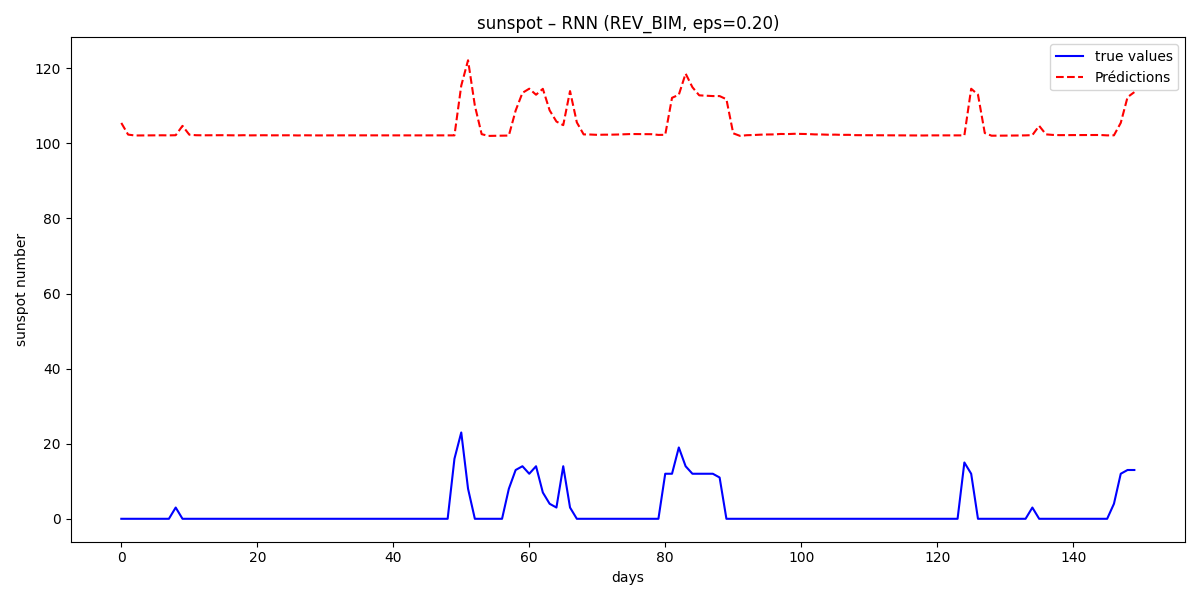 sunspot – RNN (REV_BIM, eps=0.20)
true values
Prédictions
120
100
80
60
40
20
0
sunspot number
0 20 40 60 80 100 120 140
days